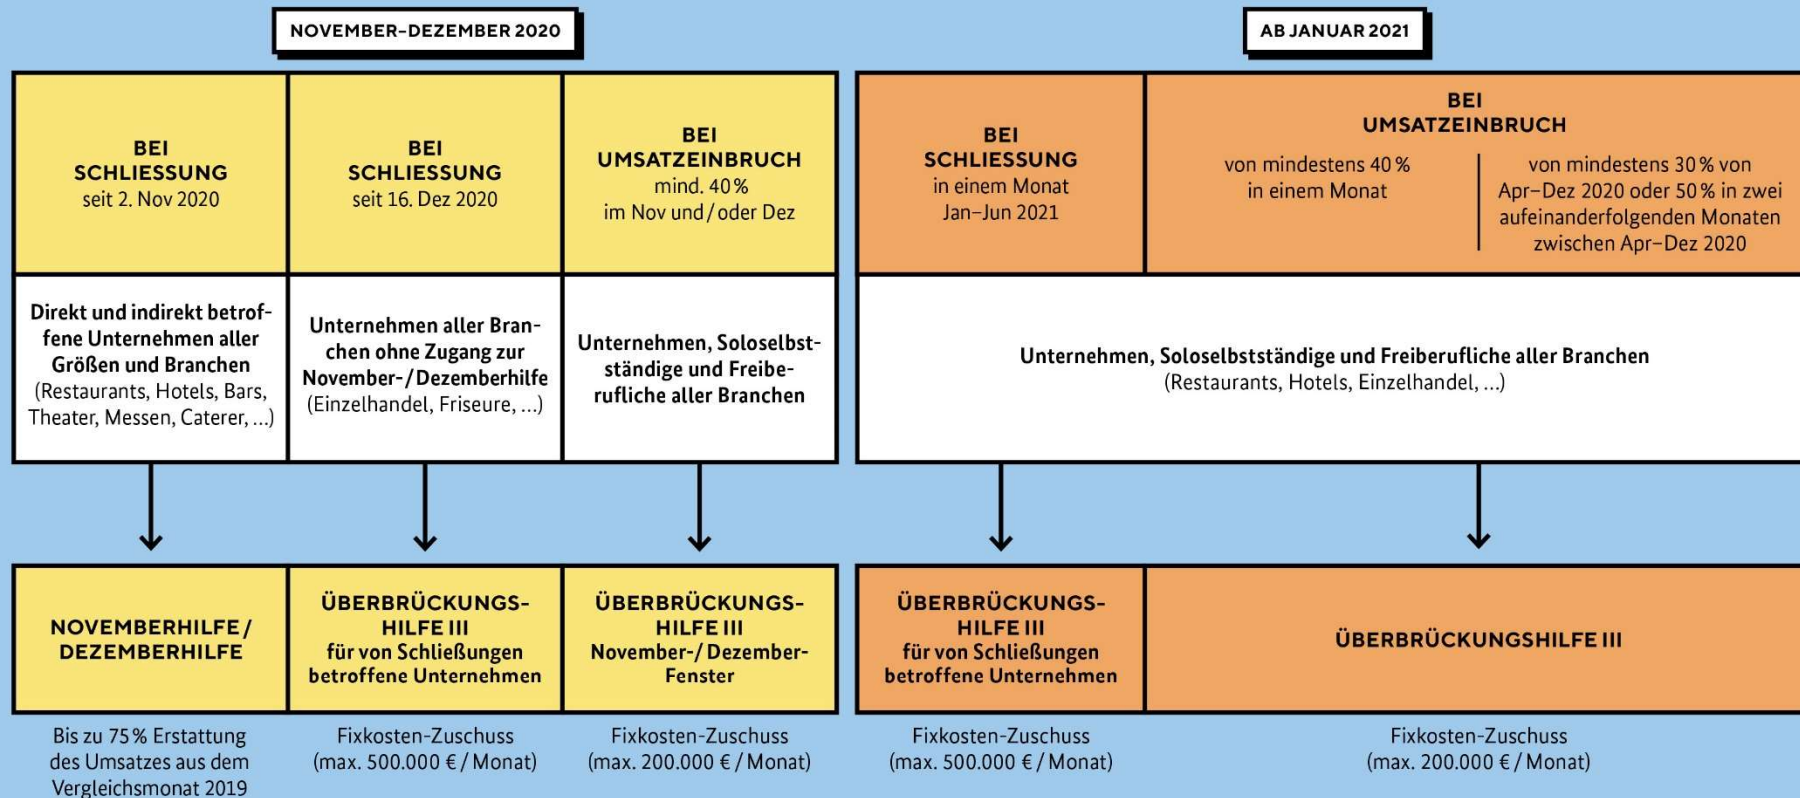 NOVEMBER–DEZEMBER 2020
BEI
SCHLIESSUNG
seit 2. Nov 2020
BEI
SCHLIESSUNG
seit 16. Dez 2020
BEI
UMSATZEINBRUCH
mind. 40 %
im Nov und / oder Dez
Direkt und indirekt betrof-
fene Unternehmen aller
Größen und Branchen
(Restaurants, Hotels, Bars,
Theater, Messen, Caterer, ...)
Unternehmen aller Bran-
chen ohne Zugang zur
November-/Dezemberhilfe
(Einzelhandel, Friseure, ...)
Unternehmen, Soloselbst-
ständige und Freibe-
rufliche aller Branchen
NOVEMBERHILFE /
DEZEMBERHILFE
ÜBERBRÜCKUNGS-
HILFE III
für von Schließungen
betroffene Unternehmen
ÜBERBRÜCKUNGS-
HILFE III
November-/ Dezember-
Fenster
Bis zu 75 % Erstattung
des Umsatzes aus dem
Vergleichsmonat 2019
Fixkosten-Zuschuss
(max. 500.000 € / Monat)
Fixkosten-Zuschuss
(max. 200.000 € / Monat)
AB JANUAR 2021
BEI
SCHLIESSUNG
in einem Monat
Jan–Jun 2021
BEI
UMSATZEINBRUCH
von mindestens 40 %
in einem Monat
von mindestens 30 % von
Apr–Dez 2020 oder 50 % in zwei
aufeinanderfolgenden Monaten
zwischen Apr–Dez 2020
Unternehmen, Soloselbstständige und Freiberufliche aller Branchen
(Restaurants, Hotels, Einzelhandel, ...)
ÜBERBRÜCKUNGS-
HILFE III
für von Schließungen
betroffene Unternehmen
ÜBERBRÜCKUNGSHILFE III
Fixkosten-Zuschuss
(max. 500.000 € / Monat)
Fixkosten-Zuschuss
(max. 200.000 € / Monat)